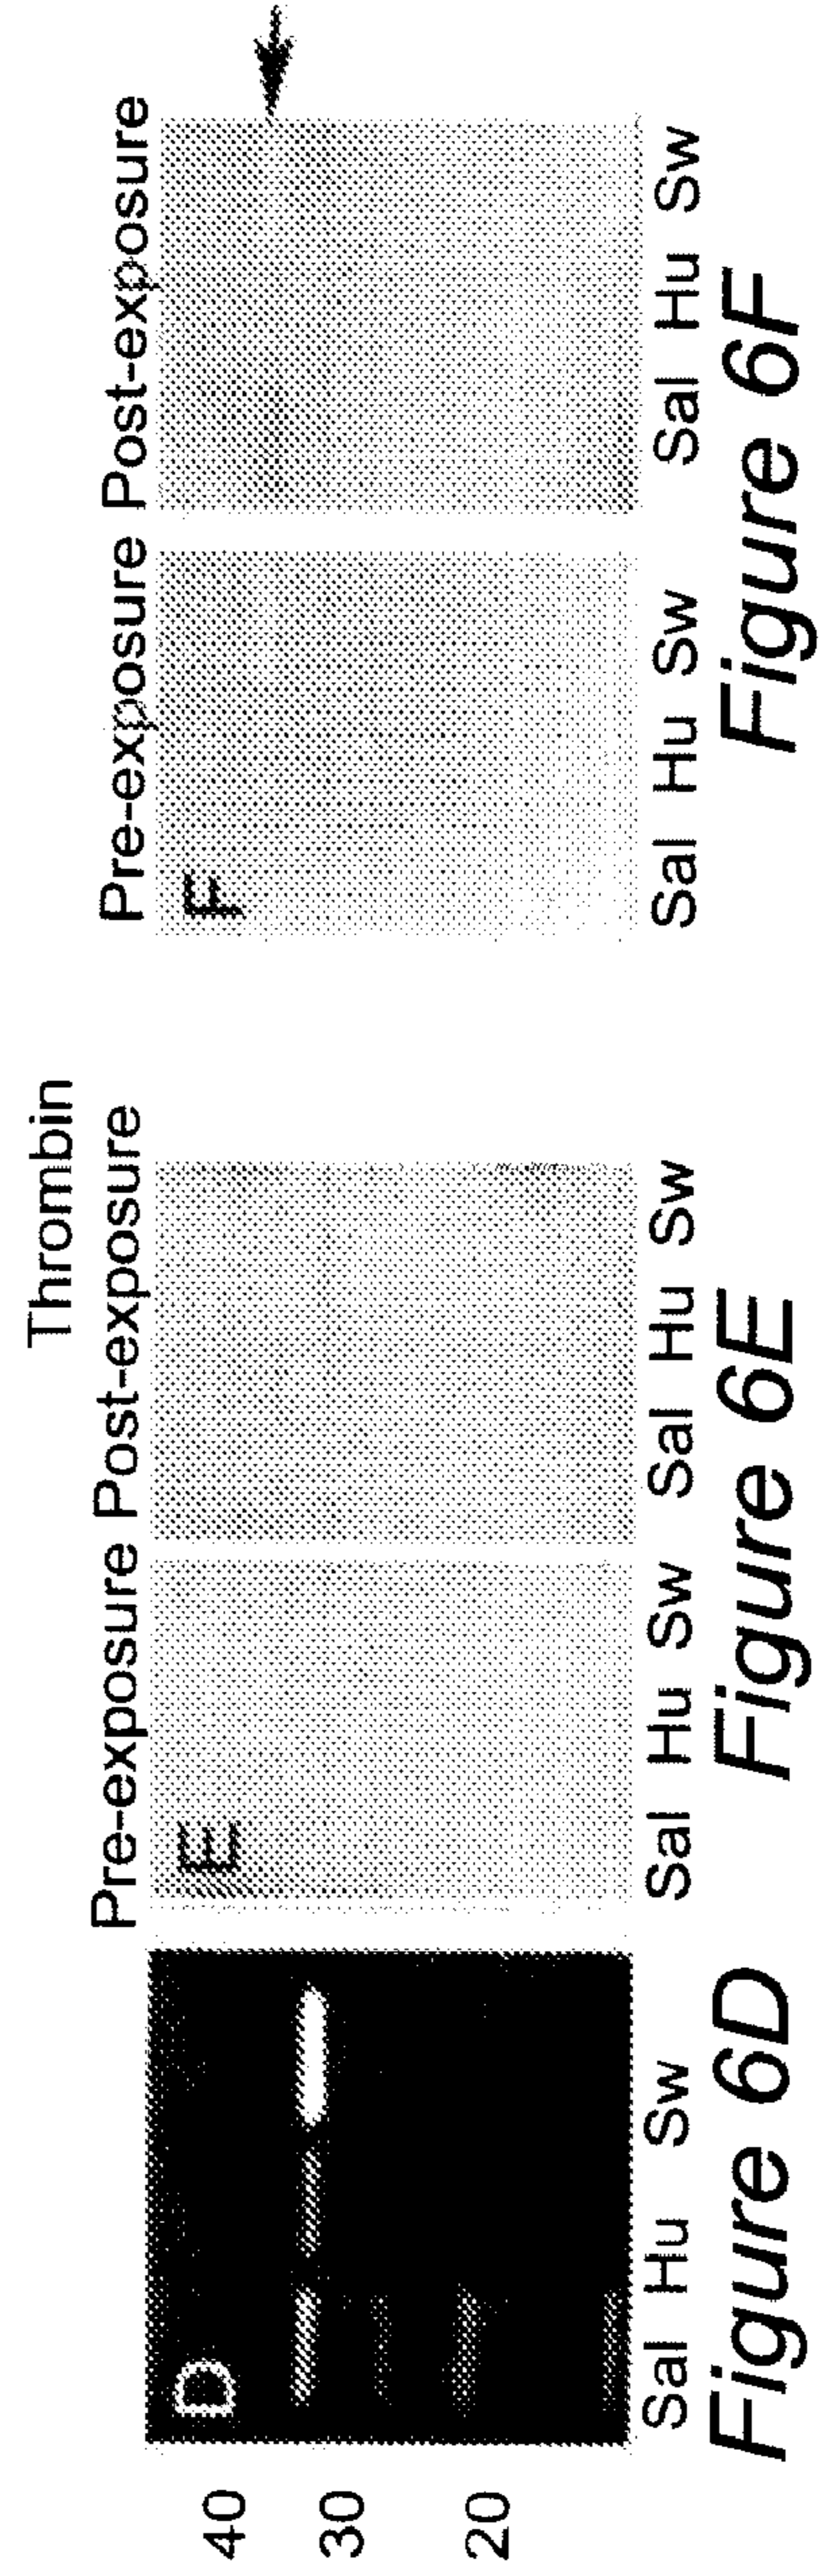 Thrombin
Pre-exposure Post-exposure
Pre-exposure Post-exposure
40
30
20
D
E
F
Sal Hu Sw
Sal Hu Sw
Sal Hu Sw
Sal Hu Sw
Sal Hu Sw
Figure 6D
Figure 6E
Figure 6F